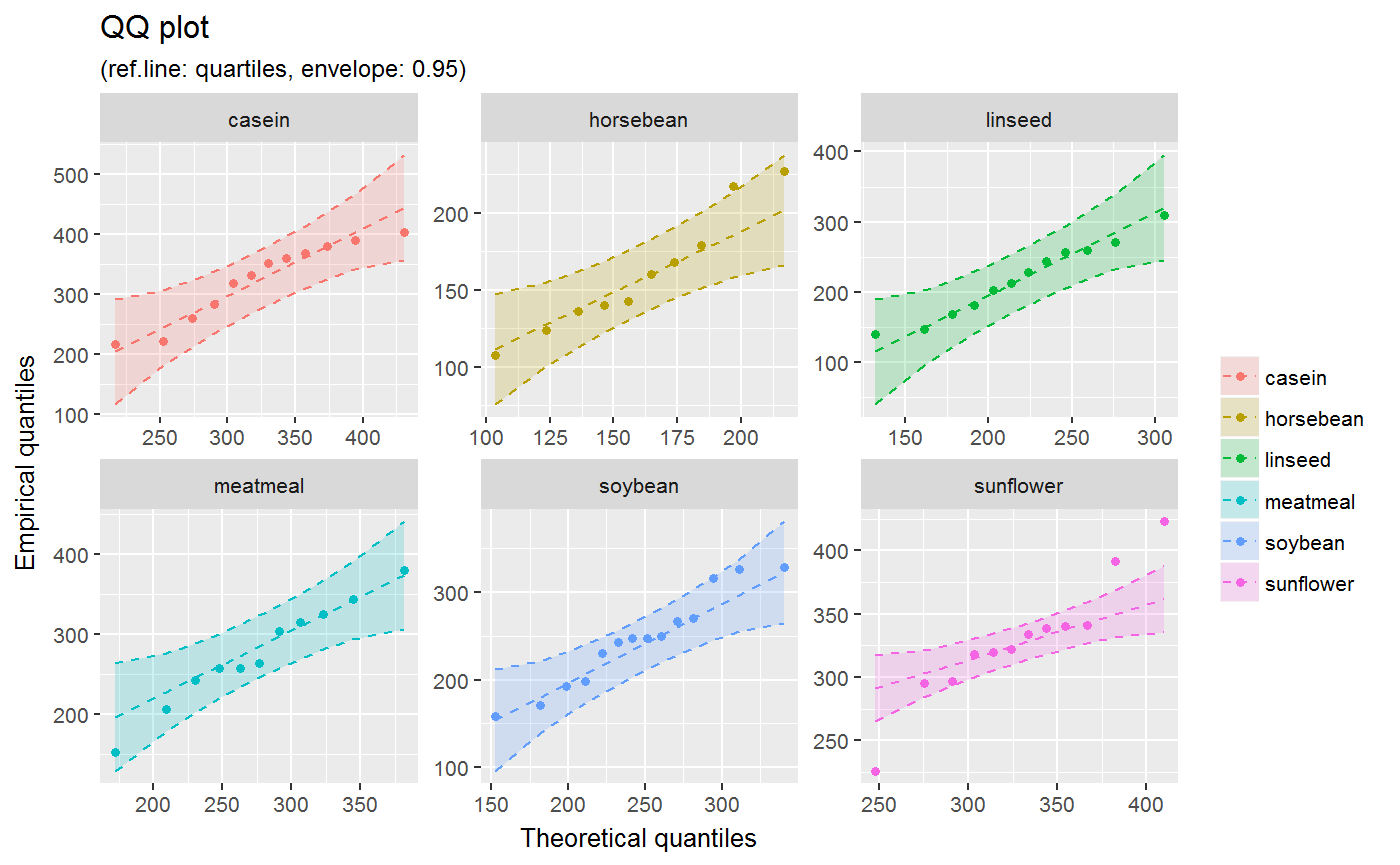 QQ plot
(ref.line: quartiles, envelope: 0.95)
casein horsebean linseed
500
400
300
200
100
200
150
100
400
300
200
100
250 300 350 400
100 125 150 175 200
150 200 250 300
Empirical quantiles
meatmeal soybean sunflower
400
300
200
300
200
100
400
350
300
250
200 250 300 350
150 200 250 300
250 300 350 400
Theoretical quantiles
casein
horsebean
linseed
meatmeal
soybean
sunflower